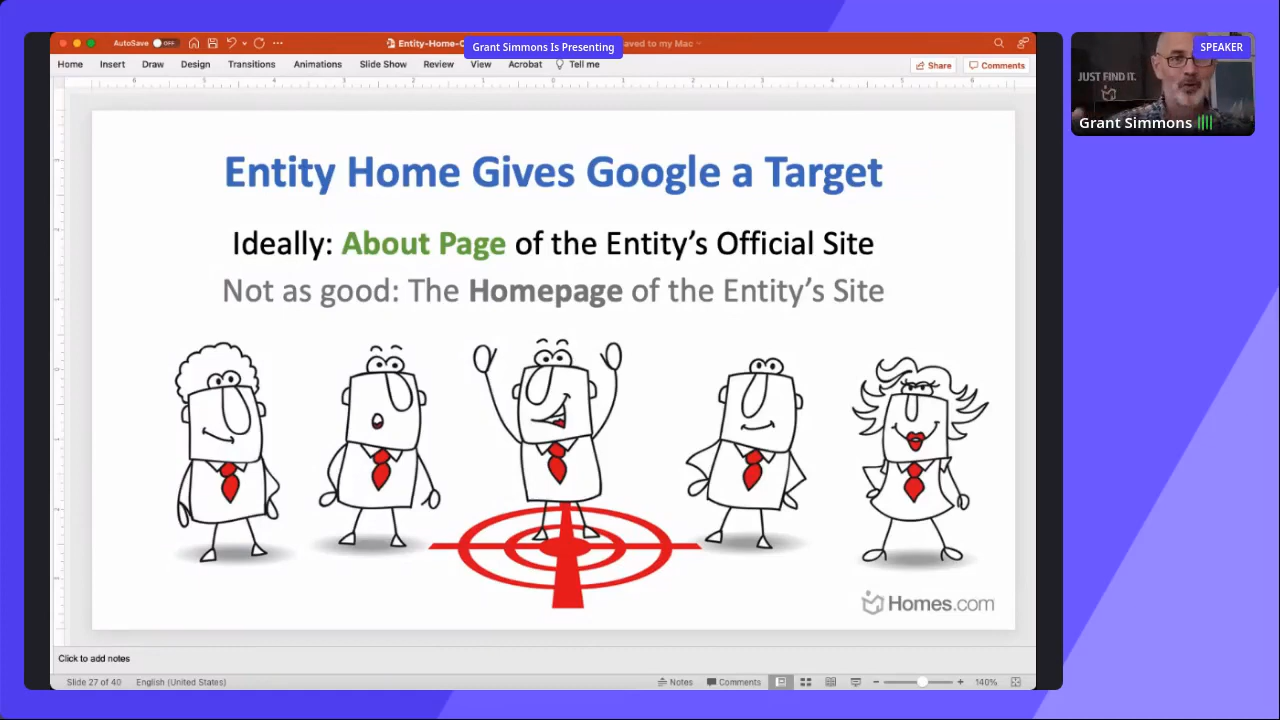 AutoSave OFF
Entity-Home-
Grant Simmons Is Presenting
aved to my Mac
Home Insert Draw Design Transitions Animations Slide Show Review View Acrobat Tell me
Share Comments
SPEAKER
JUST FIND IT.
Grant Simmons
Entity Home Gives Google a Target
Ideally: About Page of the Entity's Official Site
Not as good: The Homepage of the Entity's Site
Homes.com
Click to add notes
Slide 27 of 40 English (United States) Notes Comments 140%